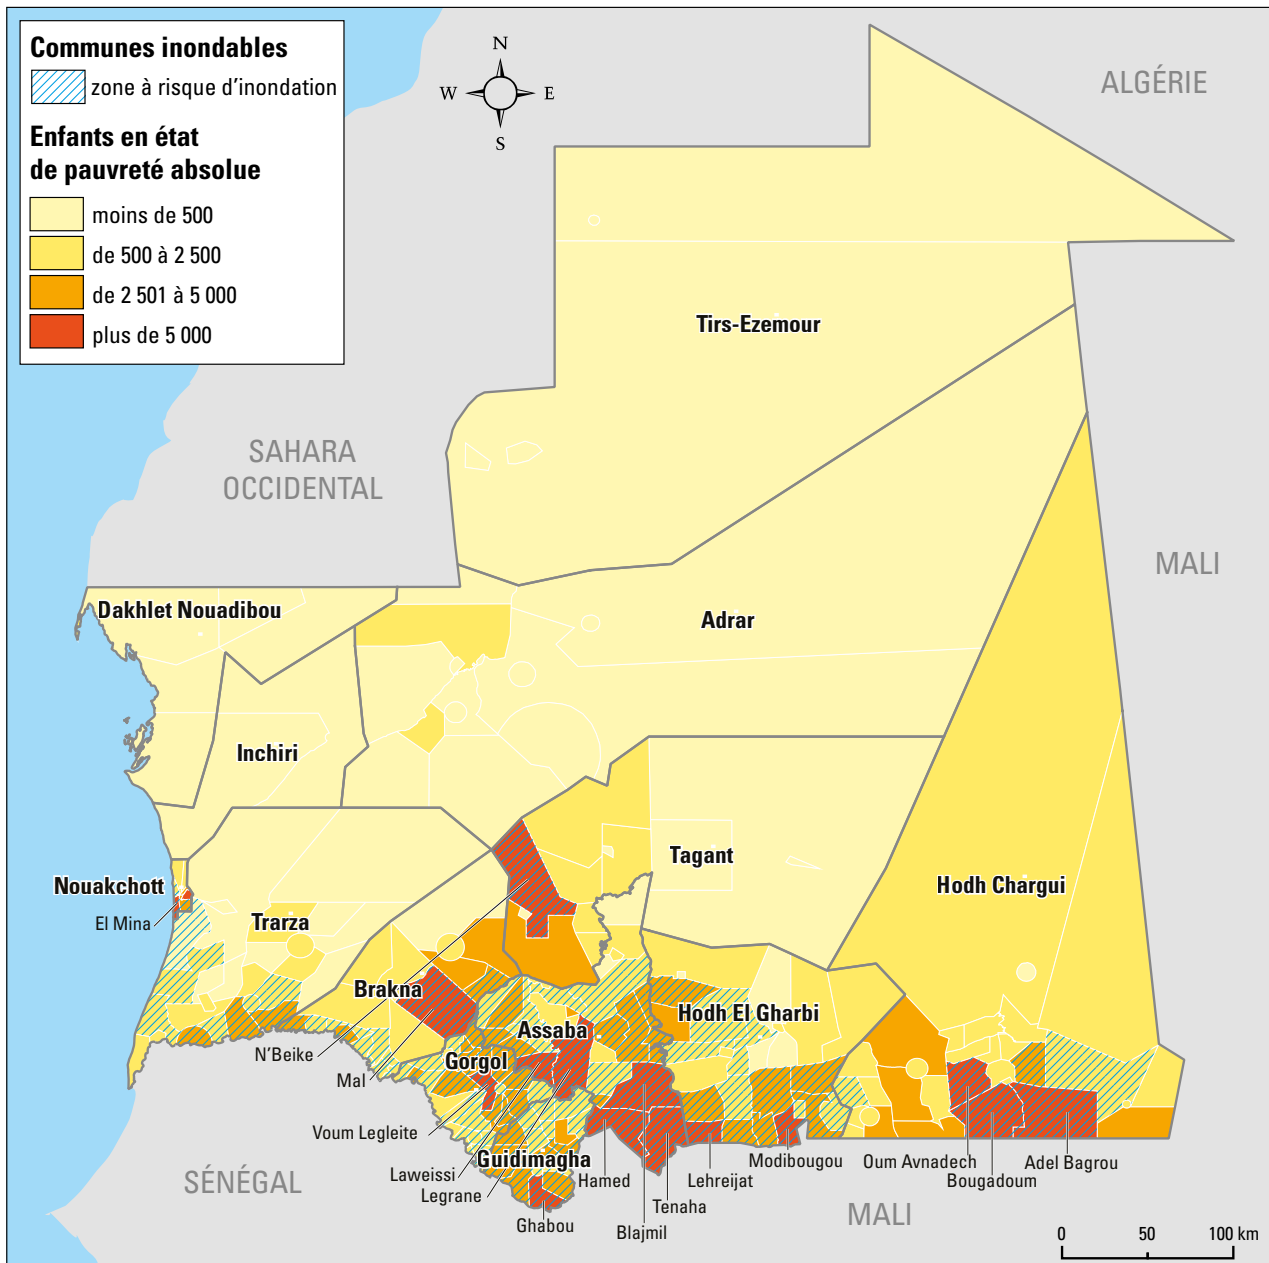 Communes inondables
zone à risque d'inondation
Enfants en état
de pauvreté absolue
moins de 500
de 500 à 2 500
de 2 501 à 5 000
plus de 5 000
N
W
E
S
ALGÉRIE
Tirs-Ezemour
SAHARA
OCCIDENTAL
MALI
Dakhlet Nouadibou
Adrar
Inchiri
Tagant
Nouakchott
Hodh Chargui
El Mina
Trarza
Brakna
Hodh El Gharbi
Assaba
N'Beike
Gorgol
Mal
Voum Legleite
Guidimagha
Laweissi
Legrane
Hamed
Lehreijat
Modibougou
Oum Avnadech
Adel Bagrou
Bougadoum
SÉNÉGAL
Ghabou
Tenaha
Blajmil
MALI
0 50 100 km